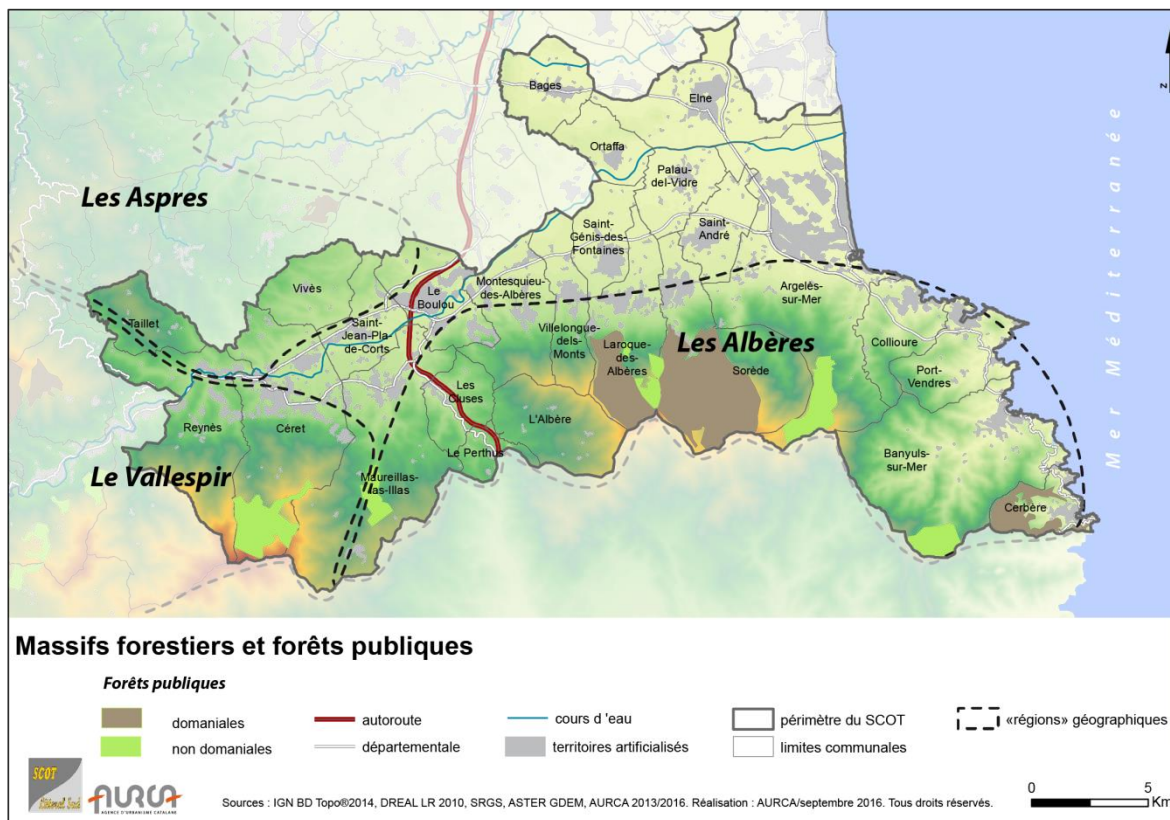 Bages
Elne
Ortaffa
Palau-
del-Vidre
Les Aspres
Saint-
Génis-des-
Fontaines
Saint-
André
Mer Méditerranée
Vivès
Montesquieu-
des-Albères
Le
Boulou
Argelès-
sur-Mer
Taillet
Saint-
Jean-Pla-
de-Corts
Villelongue-
dels-
Monts
Laroque-
des-
Albères
Les Albères
Sorède
Collioure
Port-
Vendres
Les
Cluses
L'Albère
Reynès
Céret
Le Perthus
Banyuls-
sur-Mer
Le Vallespir
Maureillas-
las-Illas
Cerbère
N
Massifs forestiers et forêts publiques
Forêts publiques
domaniales
autoroute
cours d 'eau
périmètre du SCOT
«régions» géographiques
non domaniales
départementale
territoires artificialisés
limites communales
SCOT
Littoral Sud
AURCA
AGENCE D'URBANISME CATALANE
Sources : IGN BD Topo®2014, DREAL LR 2010, SRGS, ASTER GDEM, AURCA 2013/2016. Réalisation : AURCA/septembre 2016. Tous droits réservés.
0 5
Km